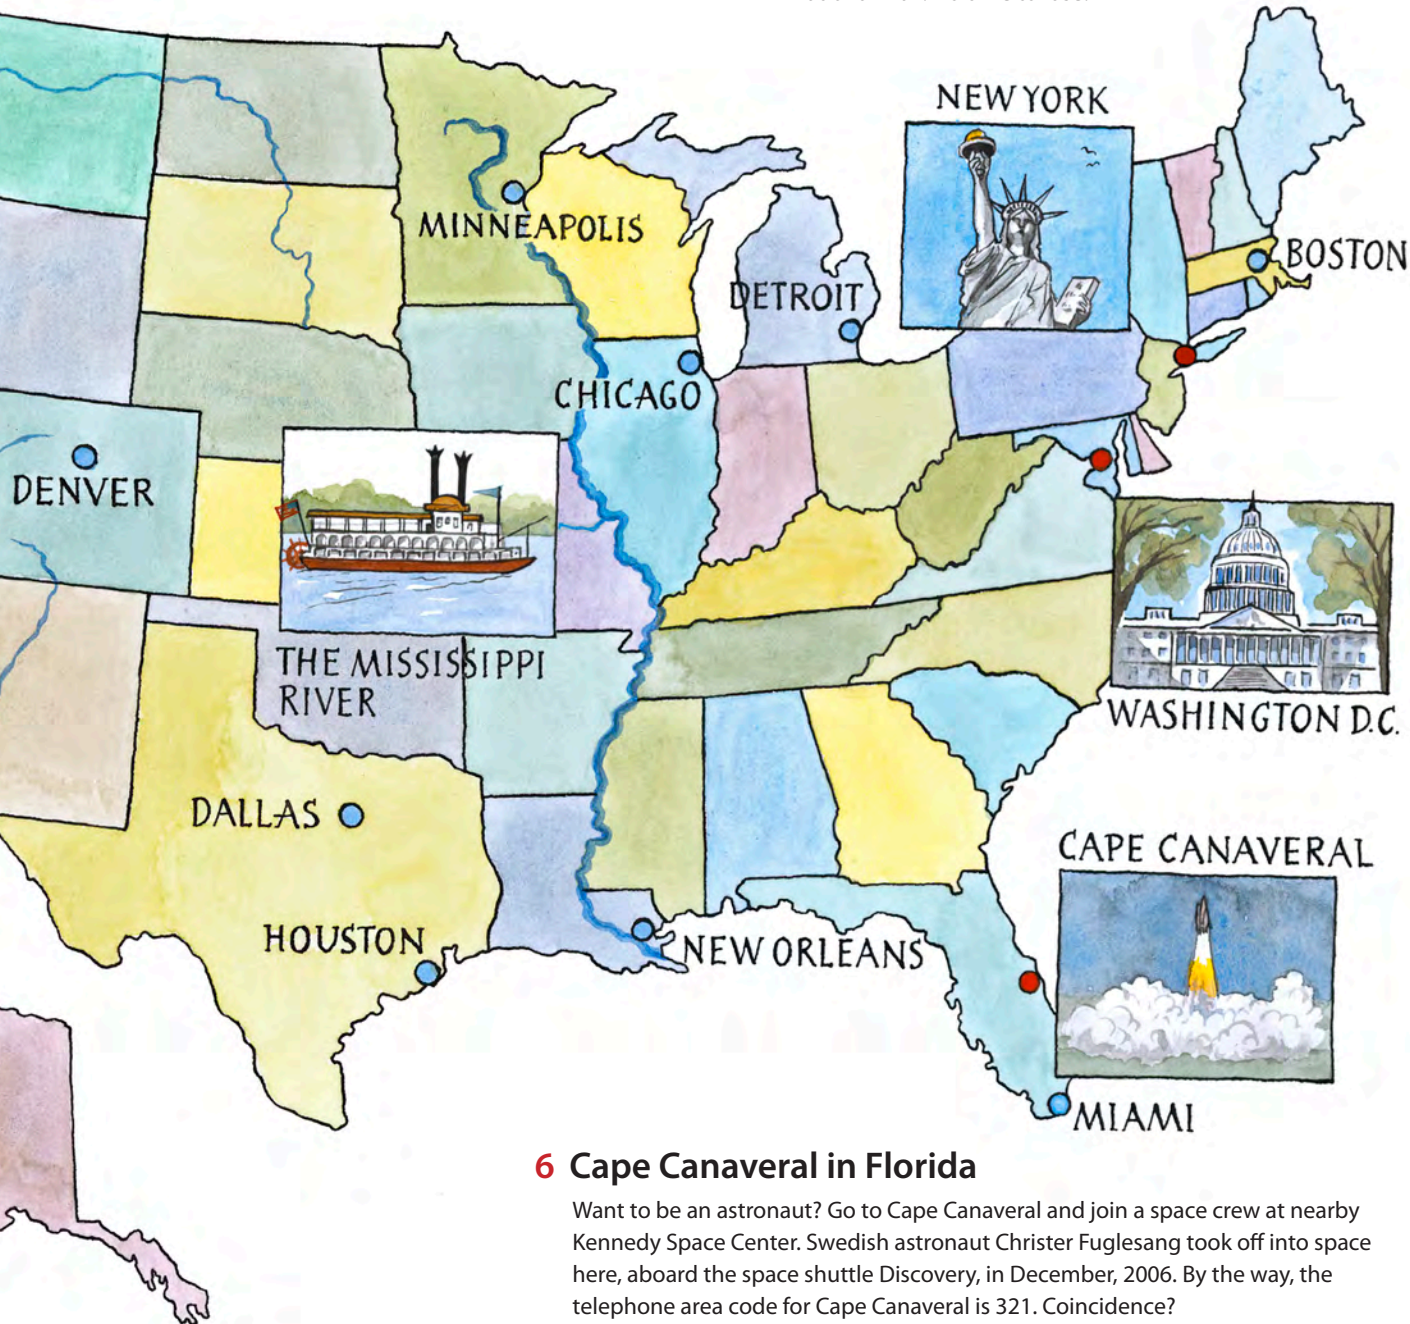 NEW YORK
MINNEAPOLIS
BOSTON
DETROIT
CHICAGO
DENVER
THE MISSISSIPPI
RIVER
WASHINGTON D.C.
DALLAS
CAPE CANAVERAL
HOUSTON
NEW ORLEANS
MIAMI
6 Cape Canaveral in Florida
Want to be an astronaut? Go to Cape Canaveral and join a space crew at nearby
Kennedy Space Center. Swedish astronaut Christer Fuglesang took off into space
here, aboard the space shuttle Discovery, in December, 2006. By the way, the
telephone area code for Cape Canaveral is 321. Coincidence?